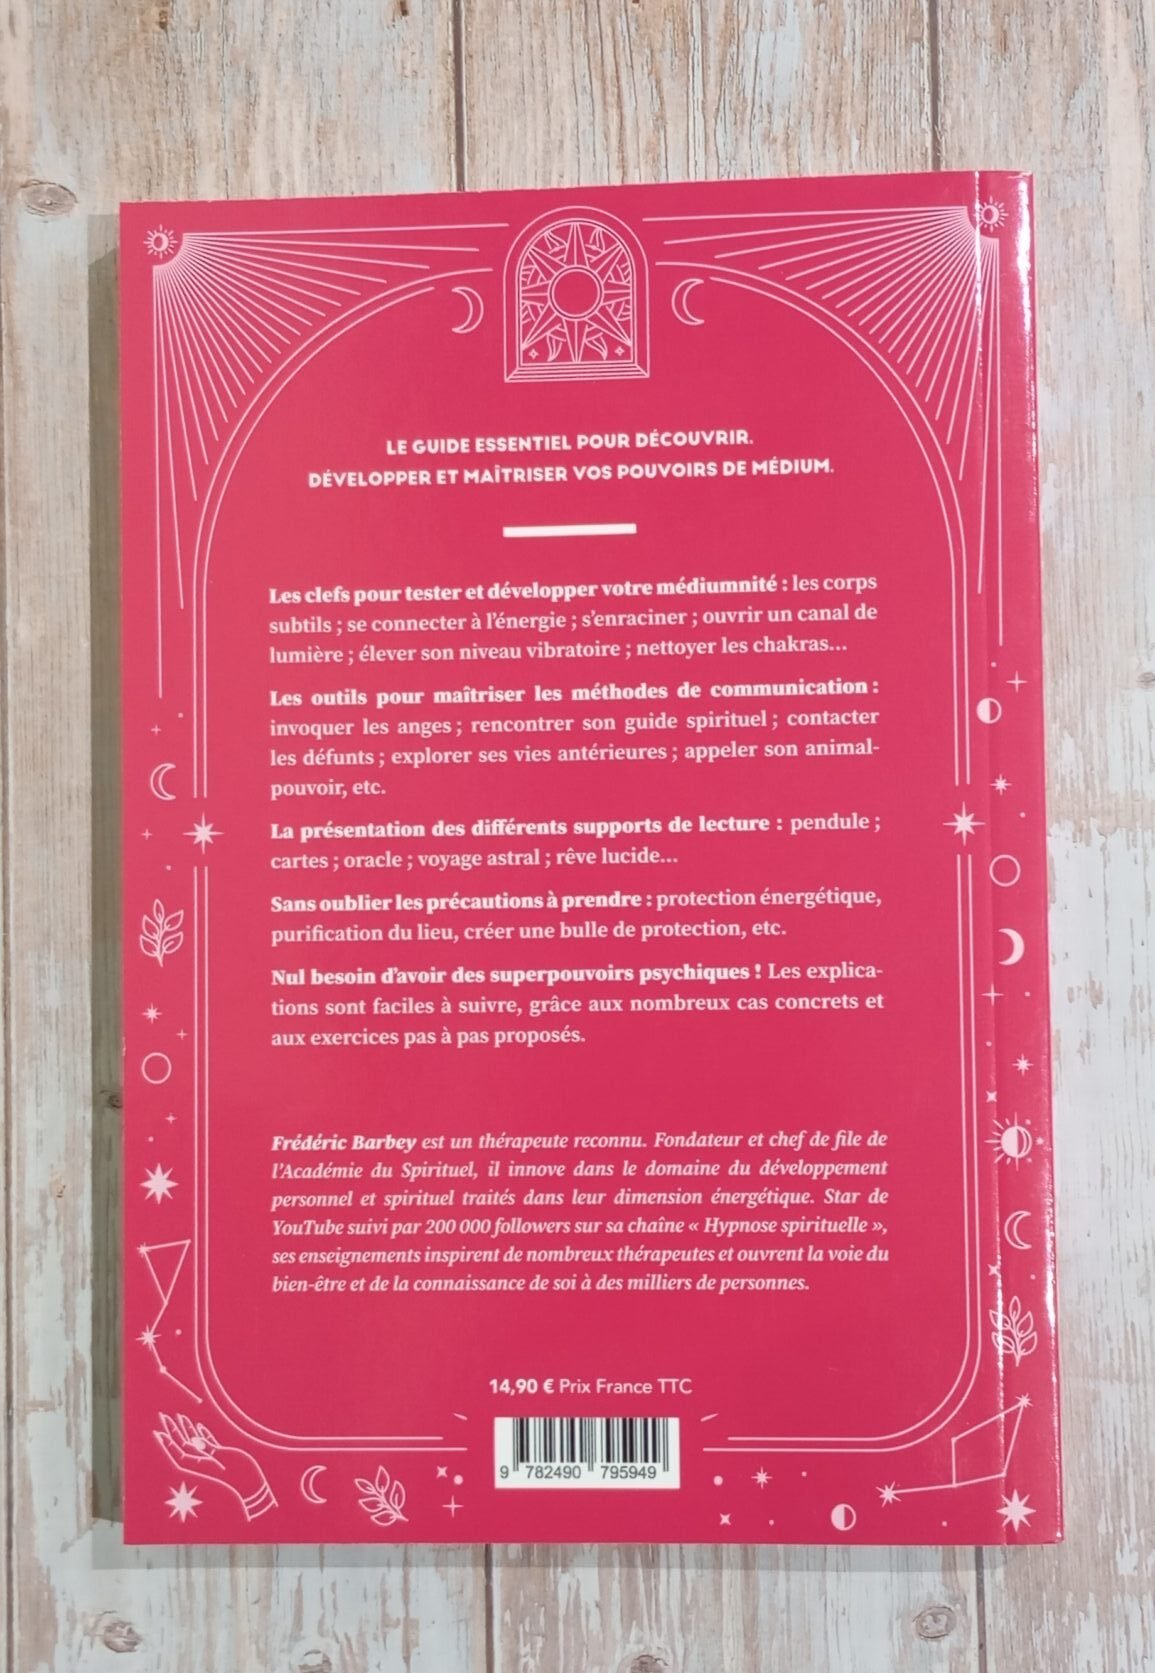 LE GUIDE ESSENTIEL POUR DÉCOUVRIR.
DÉVELOPPER ET MAÎTRISER VOS POUVOIRS DE MÉDIUM.
Les clefs pour tester et développer votre médiumnité : les corps
subtils ; se connecter à l'énergie ; s'enraciner ; ouvrir un canal de
lumière ; élever son niveau vibratoire ; nettoyer les chakras...
Les outils pour maîtriser les méthodes de communication :
invoquer les anges ; rencontrer son guide spirituel ; contacter
les défunts ; explorer ses vies antérieures ; appeler son animal-
pouvoir, etc.
La présentation des différents supports de lecture : pendule ;
cartes ; oracle ; voyage astral ; rêve lucide...
Sans oublier les précautions à prendre : protection énergétique,
purification du lieu, créer une bulle de protection, etc.
Nul besoin d'avoir des superpouvoirs psychiques ! Les explica-
tions sont faciles à suivre, grâce aux nombreux cas concrets et
aux exercices pas à pas proposés.
Frédéric Barbey est un thérapeute reconnu. Fondateur et chef de file de
l'Académie du Spirituel, il innove dans le domaine du développement
personnel et spirituel traités dans leur dimension énergétique. Star de
YouTube suivi par 200 000 followers sur sa chaîne « Hypnose spirituelle »,
ses enseignements inspirent de nombreux thérapeutes et ouvrent la voie du
bien-être et de la connaissance de soi à des milliers de personnes.
14,90 € Prix France TTC
9 782490 795949